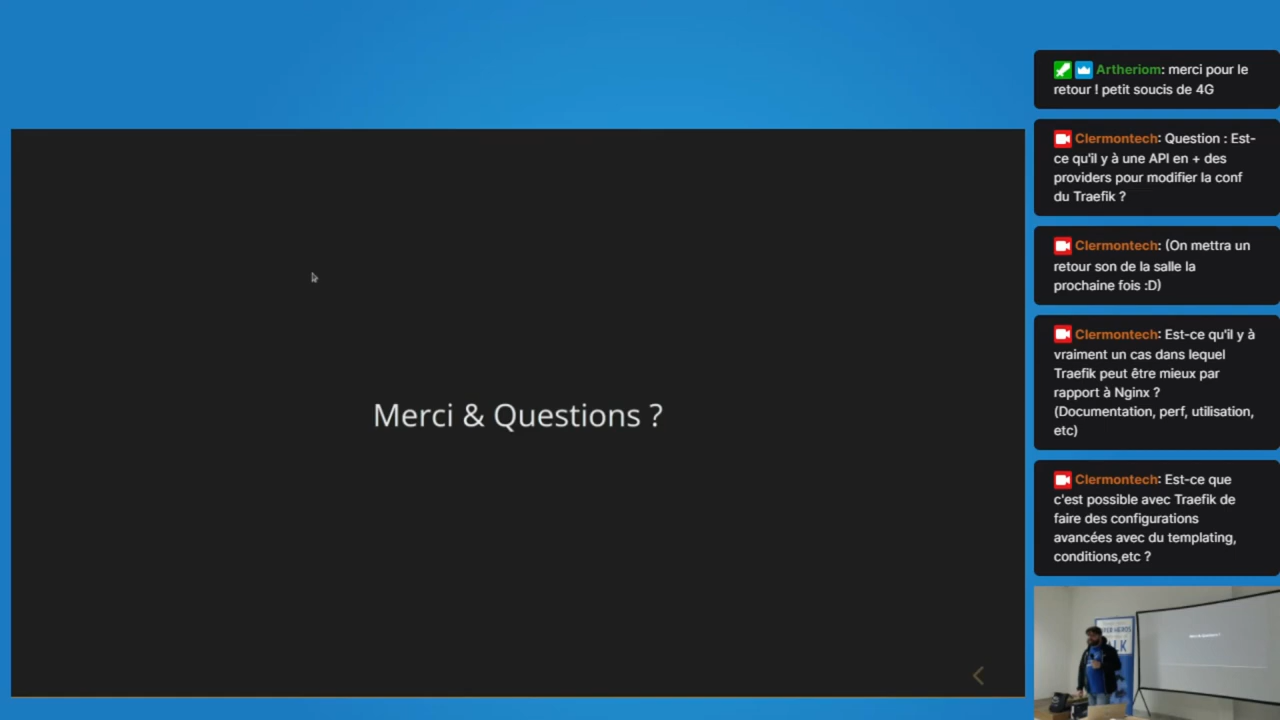 Merci & Questions ?
Artheriom: merci pour le
retour ! petit soucis de 4G
Clermontech: Question : Est-
ce qu'il y à une API en + des
providers pour modifier la conf
du Traefik ?
Clermontech: (On mettra un
retour son de la salle la
prochaine fois :D)
Clermontech: Est-ce qu'il y à
vraiment un cas dans lequel
Traefik peut être mieux par
rapport à Nginx ?
(Documentation, perf, utilisation,
etc)
Clermontech: Est-ce que
c'est possible avec Traefik de
faire des configurations
avancées avec du templating,
conditions,etc ?